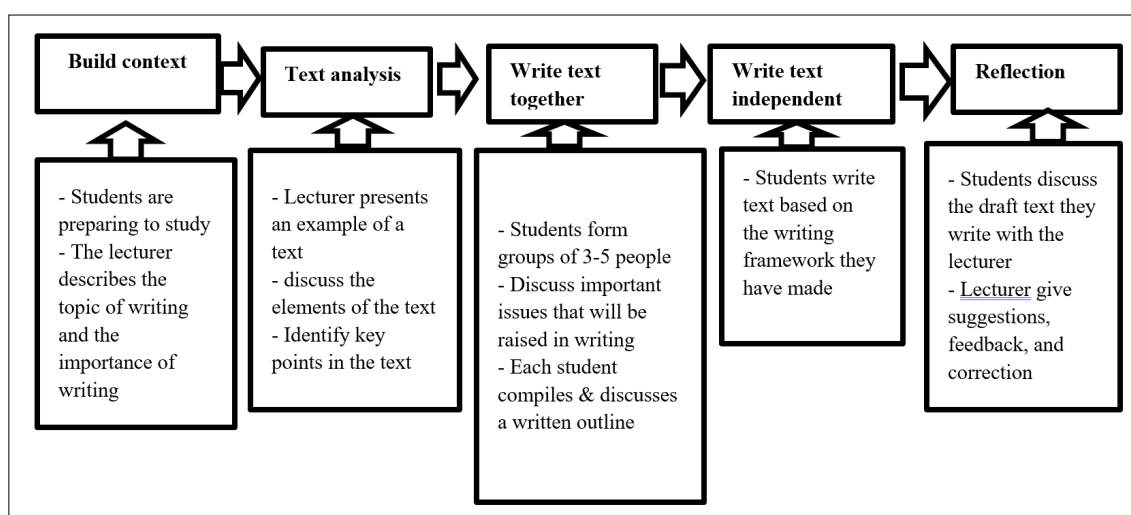 Build context
Text analysis
Write text
together
Write text
independent
Reflection
- Students are
preparing to study
- The lecturer
describes the
topic of writing
and the
importance of
writing
- Lecturer presents
an example of a
text
- discuss the
elements of the text
- Identify key
points in the text
- Students form
groups of 3-5 people
- Discuss important
issues that will be
raised in writing
- Each student
compiles & discusses
a written outline
- Students write
text based on
the writing
framework they
have made
- Students discuss
the draft text they
write with the
lecturer
- Lecturer give
suggestions,
feedback, and
correction